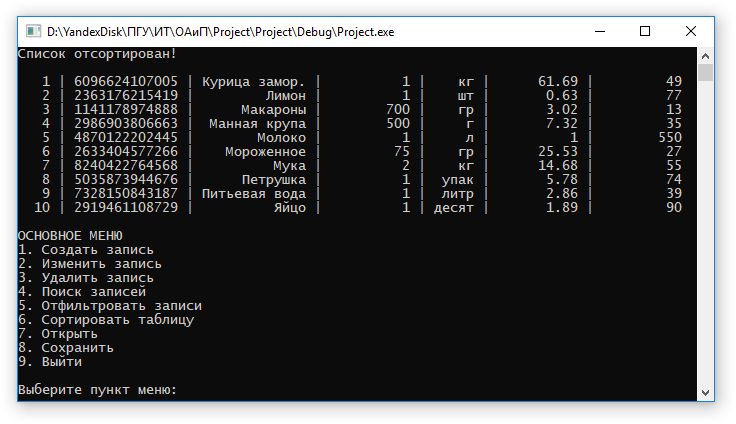 D:\YandexDisk\ПГУ\ИТ\ОАиП\Project\Project\Debug\Project.exe
Список отсортирован!
1 | 6096624107005 | Курица замор. | 1 | кг | 61.69 | 49
2 | 2363176215419 | Лимон | 1 | шт | 0.63 | 77
3 | 1141178974888 | Макароны | 700 | гр | 3.02 | 13
4 | 2986903806663 | Манная крупа | 500 | г | 7.32 | 35
5 | 4870122202445 | Молоко | 1 | л | 1 | 550
6 | 2633404577266 | Мороженное | 75 | гр | 25.53 | 27
7 | 8240422764568 | Мука | 2 | кг | 14.68 | 55
8 | 5035873944676 | Петрушка | 1 | упак | 5.78 | 74
9 | 7328150843187 | Питьевая вода | 1 | литр | 2.86 | 39
10 | 2919461108729 | Яйцо | 1 | десят | 1.89 | 90
ОСНОВНОЕ МЕНЮ
1. Создать запись
2. Изменить запись
3. Удалить запись
4. Поиск записей
5. Отфильтровать записи
6. Сортировать таблицу
7. Открыть
8. Сохранить
9. Выйти
Выберите пункт меню: